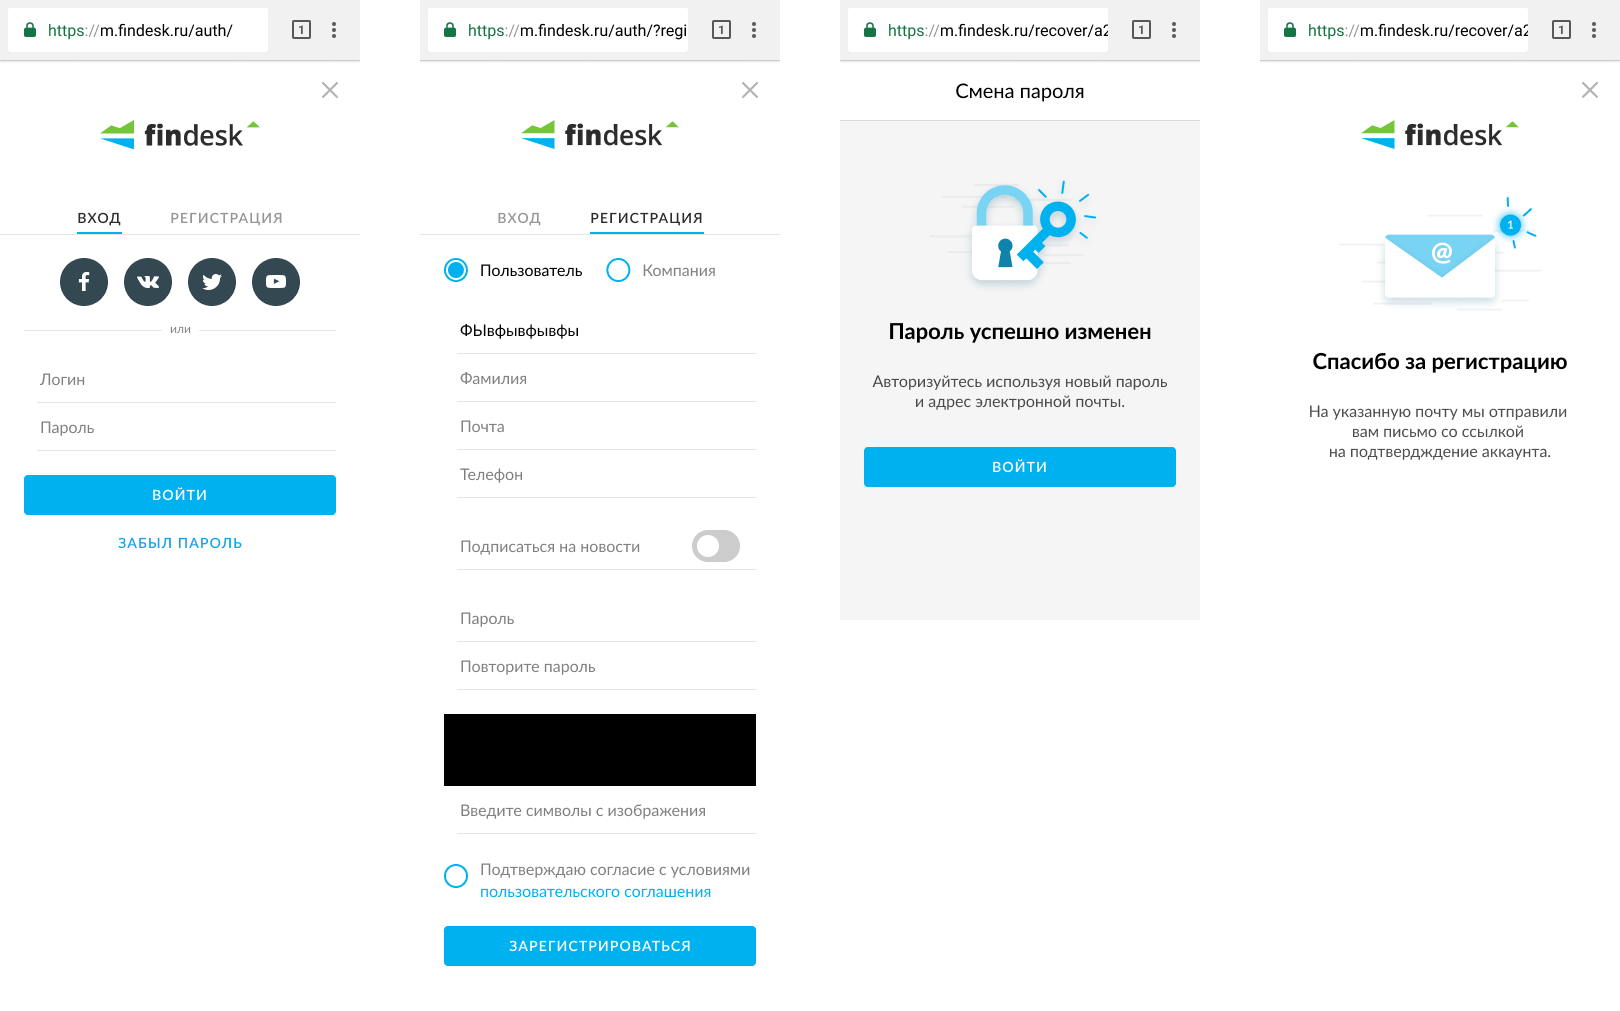 https://m.findesk.ru/auth/
1
findesk
ВХОД
РЕГИСТРАЦИЯ
или
Логин
Пароль
ВОЙТИ
ЗАБЫЛ ПАРОЛЬ
https://m.findesk.ru/auth/?regi
1
findesk
ВХОД
РЕГИСТРАЦИЯ
Пользователь
Компания
ФЫвфывфывфы
Фамилия
Почта
Телефон
Подписаться на новости
Пароль
Повторите пароль
Введите символы с изображения
Подтверждаю согласие с условиями
пользовательского соглашения
ЗАРЕГИСТРИРОВАТЬСЯ
https://m.findesk.ru/recover/a2
1
Смена пароля
Пароль успешно изменен
Авторизуйтесь используя новый пароль
и адрес электронной почты.
ВОЙТИ
https://m.findesk.ru/recover/a2
1
findesk
1
@
Спасибо за регистрацию
На указанную почту мы отправили
вам письмо со ссылкой
на подтвердждение аккаунта.